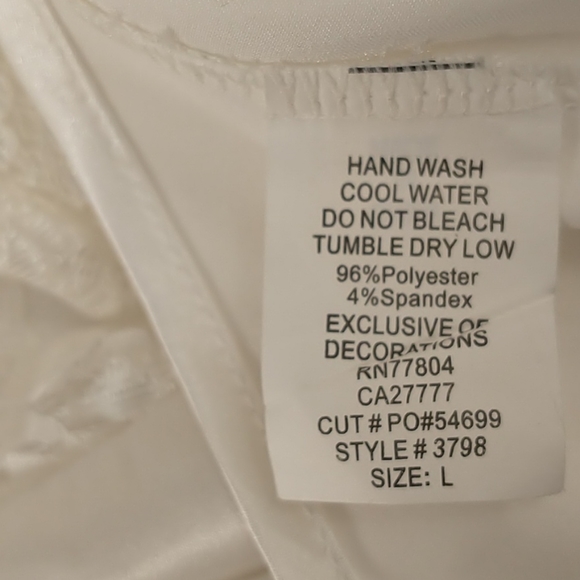 HAND WASH
COOL WATER
DO NOT BLEACH
TUMBLE DRY LOW
96%Polyester
4%Spandex
EXCLUSIVE OF
DECORATIONS
RN77804
CA27777
CUT # PO#54699
STYLE # 3798
SIZE: L